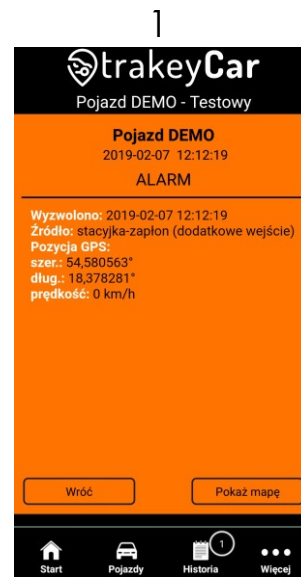 1
trakeyCar
Pojazd DEMO - Testowy
Pojazd DEMO
2019-02-07 12:12:19
ALARM
Wyzwolono: 2019-02-07 12:12:19
Źródło: stacyjka-zapłon (dodatkowe wejście)
Pozycja GPS:
szer.: 54,580563°
dług.: 18,378281°
prędkość: 0 km/h
Wróć Pokaż mapę
1
Start Pojazdy Historia Więcej